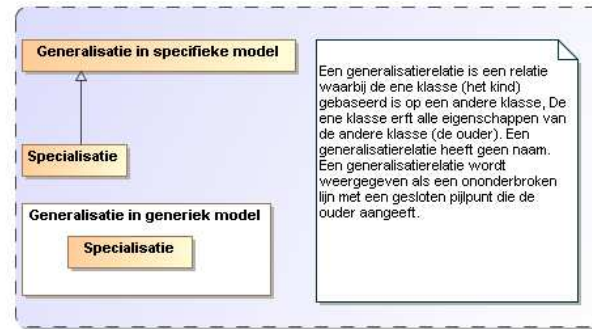 Generalisatie in specifieke model
Specialisatie
Generalisatie in generiek model
Specialisatie
Een generalisatierelatie is een relatie
waarbij de ene klasse (het kind)
gebaseerd is op een andere klasse, De
ene klasse erft alle eigenschappen van
de andere klasse (de ouder). Een
generalisatierelatie heeft geen naam.
Een generalisatierelatie wordt
weergegeven als een ononderbroken
lijn met een gesloten pijlpunt die de
ouder aangeeft.